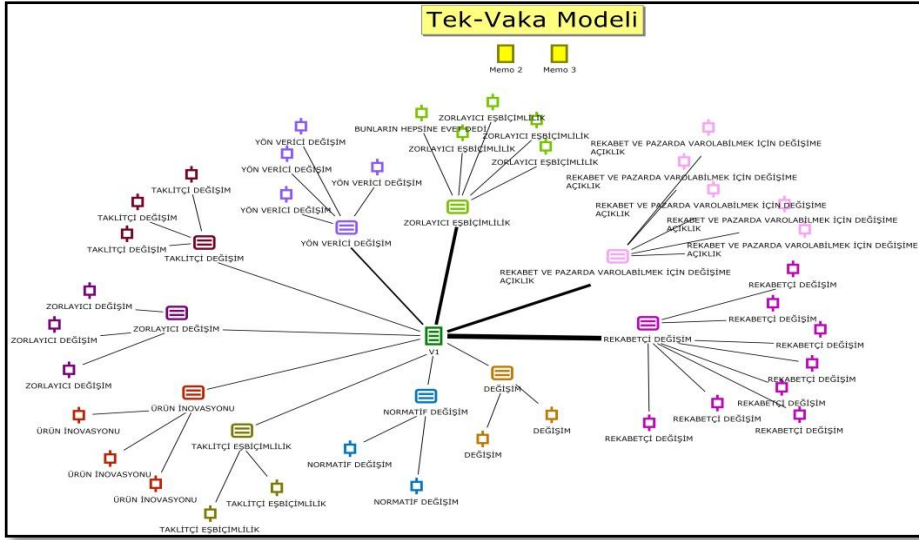 Tek-Vaka Modeli
Memo 2
Memo 3
ZORLAYICI EŞBİÇİMLİLİK
BUNLARIN HEPSİNE EVET DEDİ
ZORLAYICI EŞBİÇİMLİLİK
ZORLAYICI EŞBİÇİMLİLİK
ZORLAYICI EŞBİÇİMLİLİK
ZORLAYICI EŞBİÇİMLİLİK
YÖN VERİCİ DEĞİŞİM
YÖN VERİCİ DEĞİŞİM
YÖN VERİCİ DEĞİŞİM
YÖN VERİCİ DEĞİŞİM
YÖN VERİCİ DEĞİŞİM
TAKLİTÇİ DEĞİŞİM
TAKLİTÇİ DEĞİŞİM
TAKLİTÇİ DEĞİŞİM
TAKLİTÇİ DEĞİŞİM
REKABET VE PAZARDA VAROLABİLMEK İÇİN DEĞİŞİME
AÇIKLIK
REKABET VE PAZARDA VAROLABİLMEK İÇİN DEĞİŞİME
AÇIKLIK
REKABET VE PAZARDA VAROLABİLMEK İÇİN DEĞİŞİME
AÇIKLIK
REKABET VE PAZARDA VAROLABİLMEK İÇİN DEĞİŞİME
AÇIKLIK
REKABET VE PAZARDA VAROLABİLMEK İÇİN DEĞİŞİME
AÇIKLIK
REKABET VE PAZARDA VAROLABİLMEK İÇİN DEĞİŞİME
AÇIKLIK
ZORLAYICI DEĞİŞİM
ZORLAYICI DEĞİŞİM
ZORLAYICI DEĞİŞİM
ZORLAYICI DEĞİŞİM
V1
REKABETÇİ DEĞİŞİM
REKABETÇİ DEĞİŞİM
REKABETÇİ DEĞİŞİM
REKABETÇİ DEĞİŞİM
REKABETÇİ DEĞİŞİM
REKABETÇİ DEĞİŞİM
REKABETÇİ DEĞİŞİM
REKABETÇİ DEĞİŞİM
REKABETÇİ DEĞİŞİM
ÜRÜN İNOVASYONU
ÜRÜN İNOVASYONU
ÜRÜN İNOVASYONU
ÜRÜN İNOVASYONU
TAKLİTÇİ EŞBİÇİMLİLİK
TAKLİTÇİ EŞBİÇİMLİLİK
TAKLİTÇİ EŞBİÇİMLİLİK
NORMATİF DEĞİŞİM
NORMATİF DEĞİŞİM
NORMATİF DEĞİŞİM
DEĞİŞİM
DEĞİŞİM
DEĞİŞİM